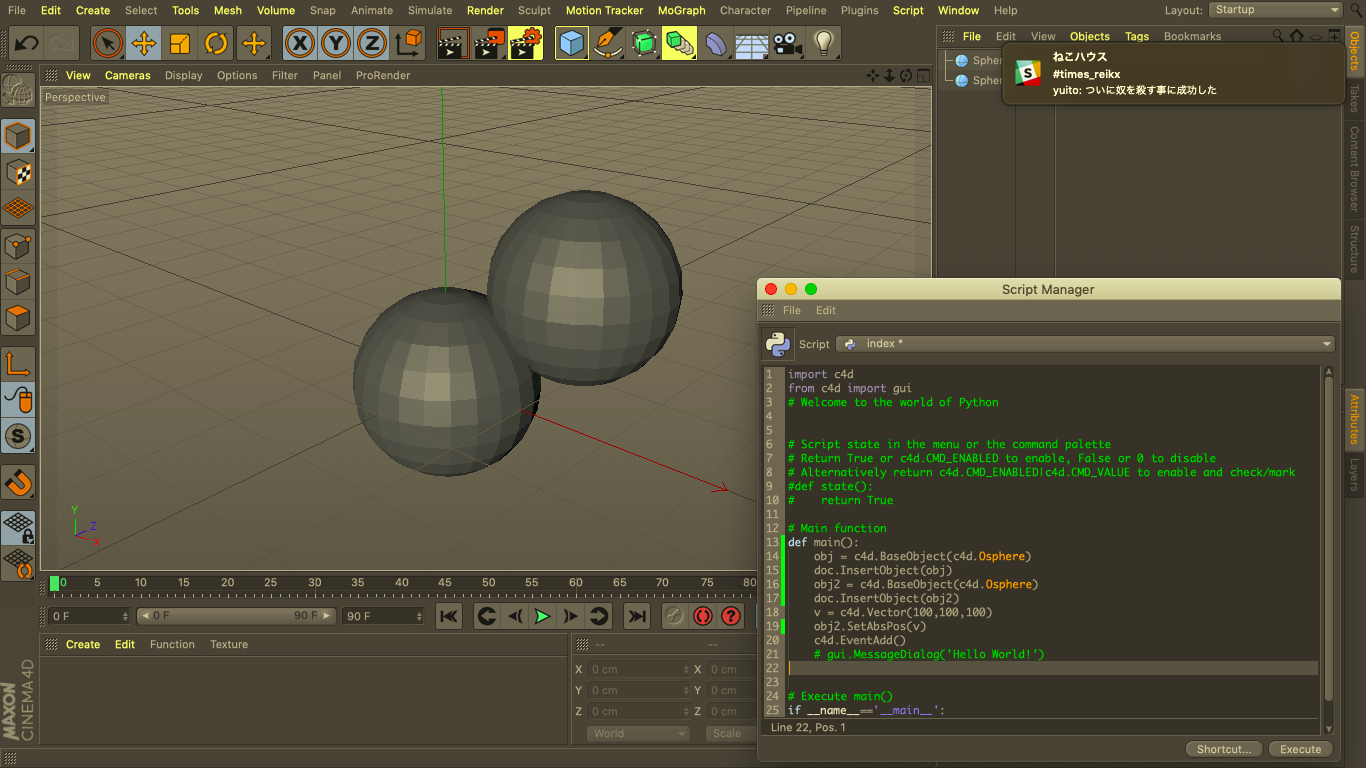 File Edit Create Select Tools Mesh Volume Snap Animate Simulate Render Sculpt Motion Tracker MoGraph Character Pipeline Plugins Script Window Help Layout: Startup
X Y Z
File Edit View Objects Tags Bookmarks
Spher
Spher
ねこハウス
#times_reikx
yuito: ついに奴を殺す事に成功した
View Cameras Display Options Filter Panel ProRender
Perspective
Objects
Takes
Content Browser
Structure
Attributes
Layers
S
Y
Z
X
0 5 10 15 20 25 30 35 40 45 50 55 60 65 70 75 80
0 F 0 F 90 F 90 F
Create Edit Function Texture
-- --
X 0 cm X 0 cm
Y 0 cm Y 0 cm
Z 0 cm Z 0 cm
World Scale
MAXON
CINEMA 4D
Script Manager
File Edit
Script index *
1 import c4d
2 from c4d import gui
3 # Welcome to the world of Python
4
5
6 # Script state in the menu or the command palette
7 # Return True or c4d.CMD_ENABLED to enable, False or 0 to disable
8 # Alternatively return c4d.CMD_ENABLED|c4d.CMD_VALUE to enable and check/mark
9 #def state():
10 #    return True
11
12 # Main function
13 def main():
14     obj = c4d.BaseObject(c4d.Osphere)
15     doc.InsertObject(obj)
16     obj2 = c4d.BaseObject(c4d.Osphere)
17     doc.InsertObject(obj2)
18     v = c4d.Vector(100,100,100)
19     obj2.SetAbsPos(v)
20     c4d.EventAdd()
21     # gui.MessageDialog('Hello World!')
22
23
24 # Execute main()
25 if __name__=='__main__':
Line 22, Pos. 1
Shortcut... Execute